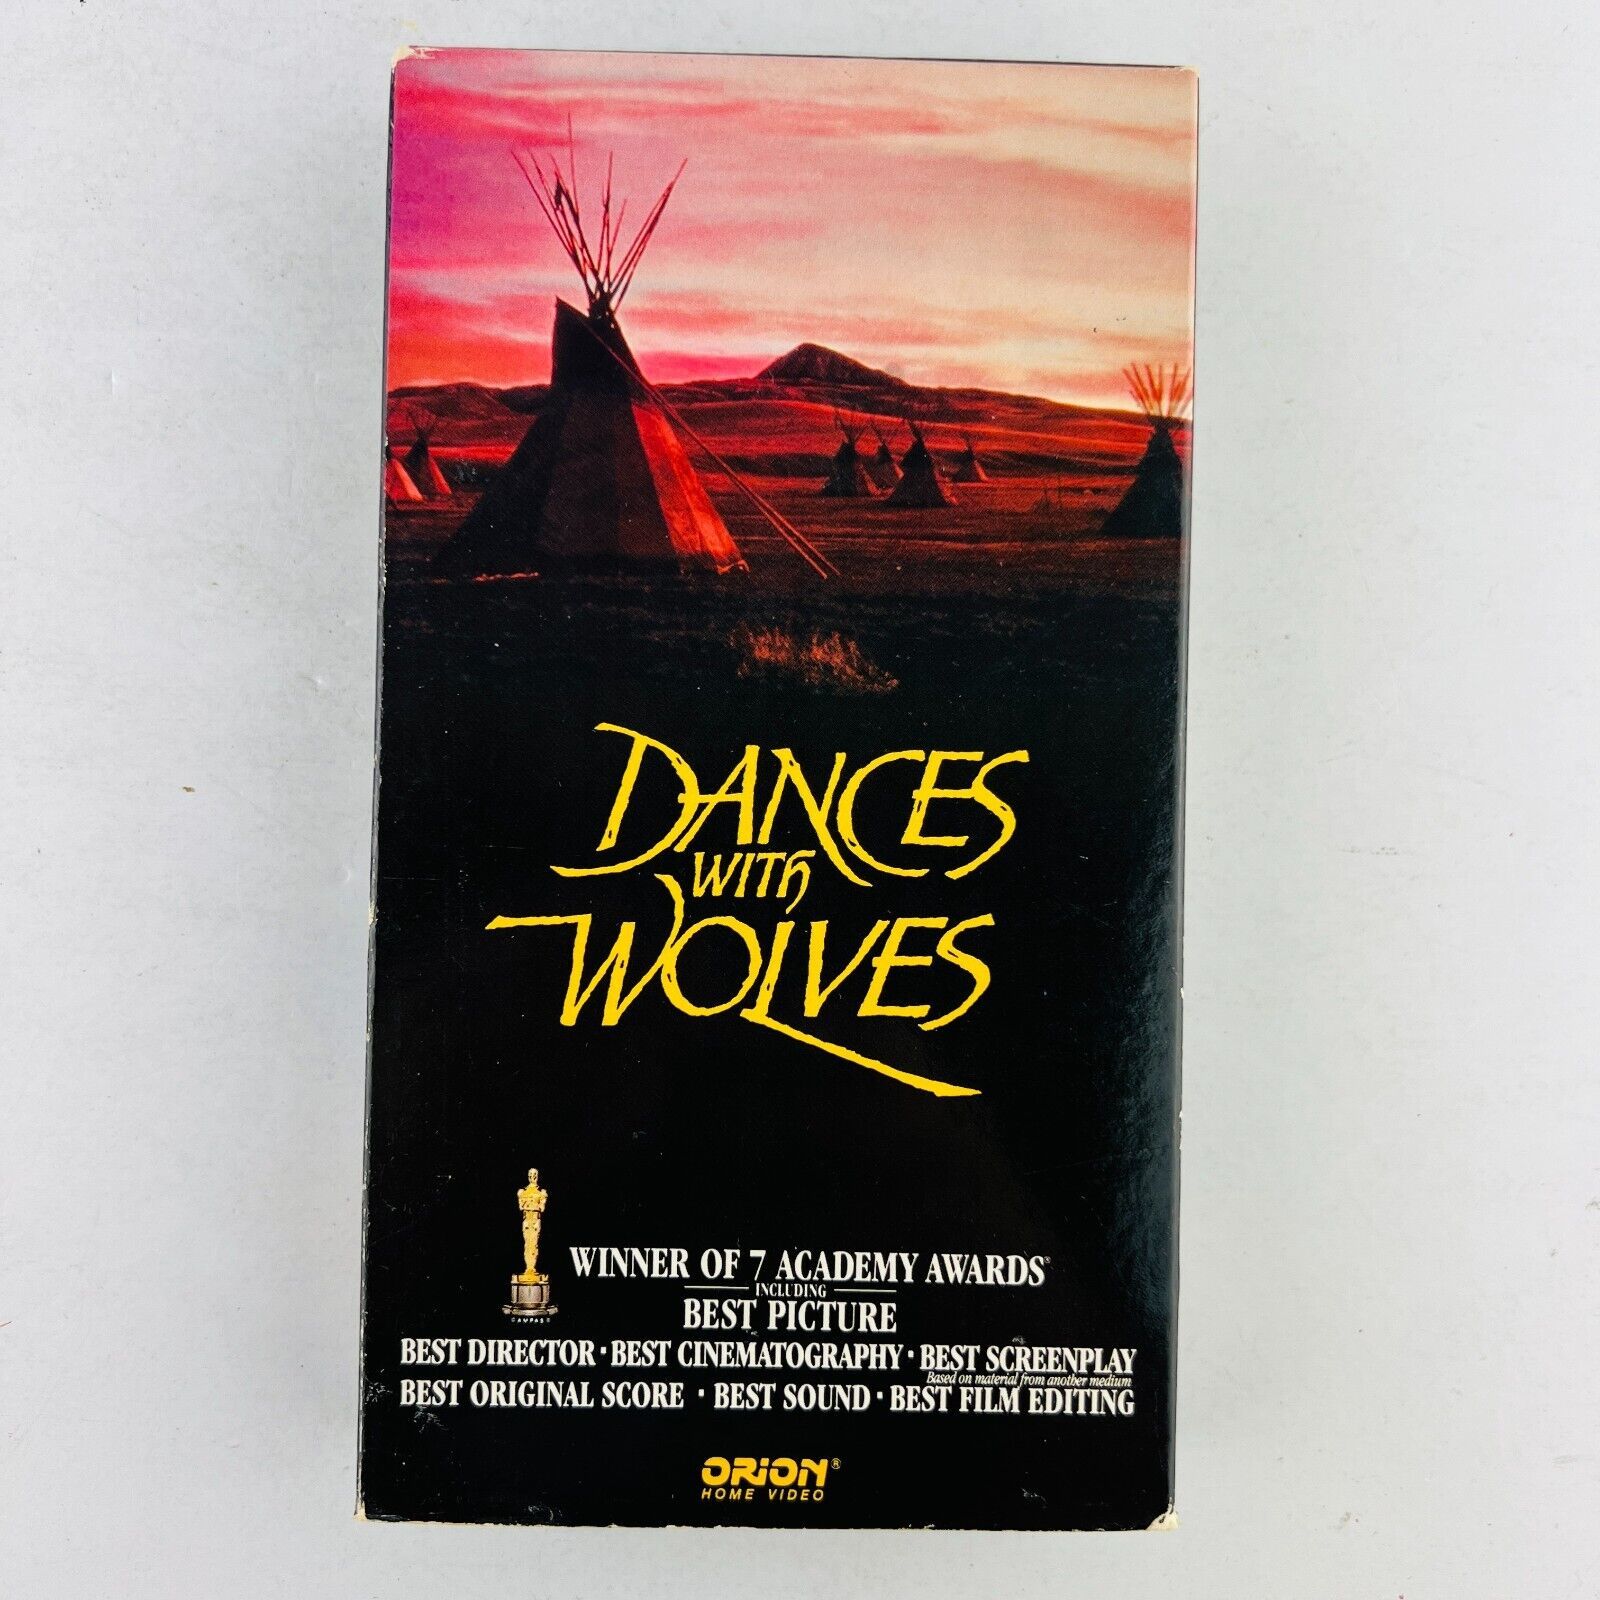 DANCES
WITH
WOLVES
WINNER OF 7 ACADEMY AWARDS®
INCLUDING
BEST PICTURE
©A.M.P.A.S.®
BEST DIRECTOR · BEST CINEMATOGRAPHY · BEST SCREENPLAY
Based on material from another medium
BEST ORIGINAL SCORE · BEST SOUND · BEST FILM EDITING
ORION®
HOME VIDEO